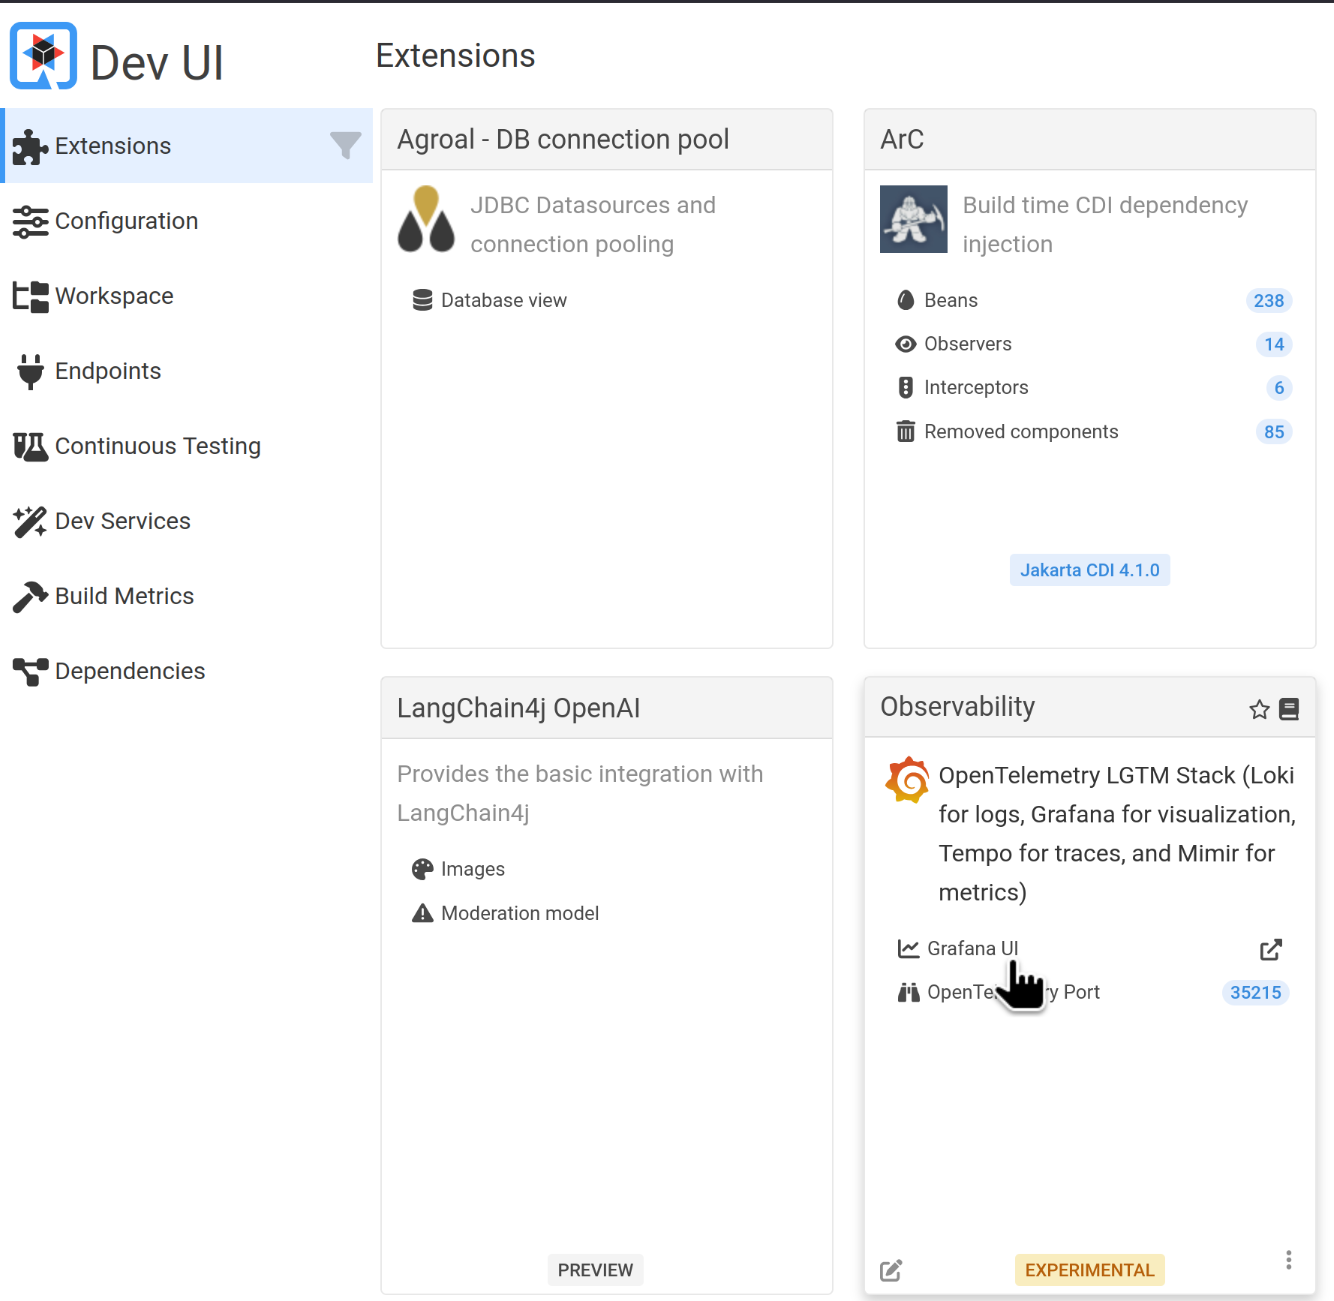 Dev UI
Extensions
Configuration
Workspace
Endpoints
Continuous Testing
Dev Services
Build Metrics
Dependencies
Extensions
Agroal - DB connection pool
JDBC Datasources and
connection pooling
Database view
ArC
Build time CDI dependency
injection
Beans 238
Observers 14
Interceptors 6
Removed components 85
Jakarta CDI 4.1.0
LangChain4j OpenAI
Provides the basic integration with
LangChain4j
Images
Moderation model
PREVIEW
Observability
OpenTelemetry LGTM Stack (Loki
for logs, Grafana for visualization,
Tempo for traces, and Mimir for
metrics)
Grafana UI
Port 35215
EXPERIMENTAL